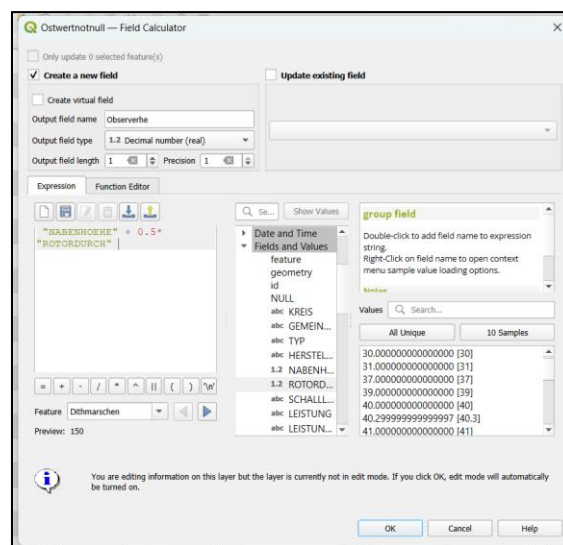 Ostwertnotnull — Field Calculator
Only update 0 selected feature(s)
Create a new field
Update existing field
Create virtual field
Output field name Observerhe
Output field type 1.2 Decimal number (real)
Output field length 1 Precision 1
Expression Function Editor
Se... Show Values
"NABENHOEHE" + 0.5*
"ROTORDURCH"
Date and Time
Fields and Values
feature
geometry
id
NULL
abc KREIS
abc GEMEIN...
abc TYP
abc HERSTEL...
1.2 NABENH...
1.2 ROTORD...
abc SCHALLL...
abc LEISTUNG
abc LEISTUN...
group field
Double-click to add field name to expression
string.
Right-Click on field name to open context
menu sample value loading options.
Notes
Values Search...
All Unique 10 Samples
30.000000000000000 [30]
31.000000000000000 [31]
37.000000000000000 [37]
39.000000000000000 [39]
40.000000000000000 [40]
40.299999999999997 [40.3]
41.000000000000000 [41]
= + - / * ^ || ( ) '\n'
Feature Dithmarschen
Preview: 150
You are editing information on this layer but the layer is currently not in edit mode. If you click OK, edit mode will automatically
be turned on.
OK Cancel Help